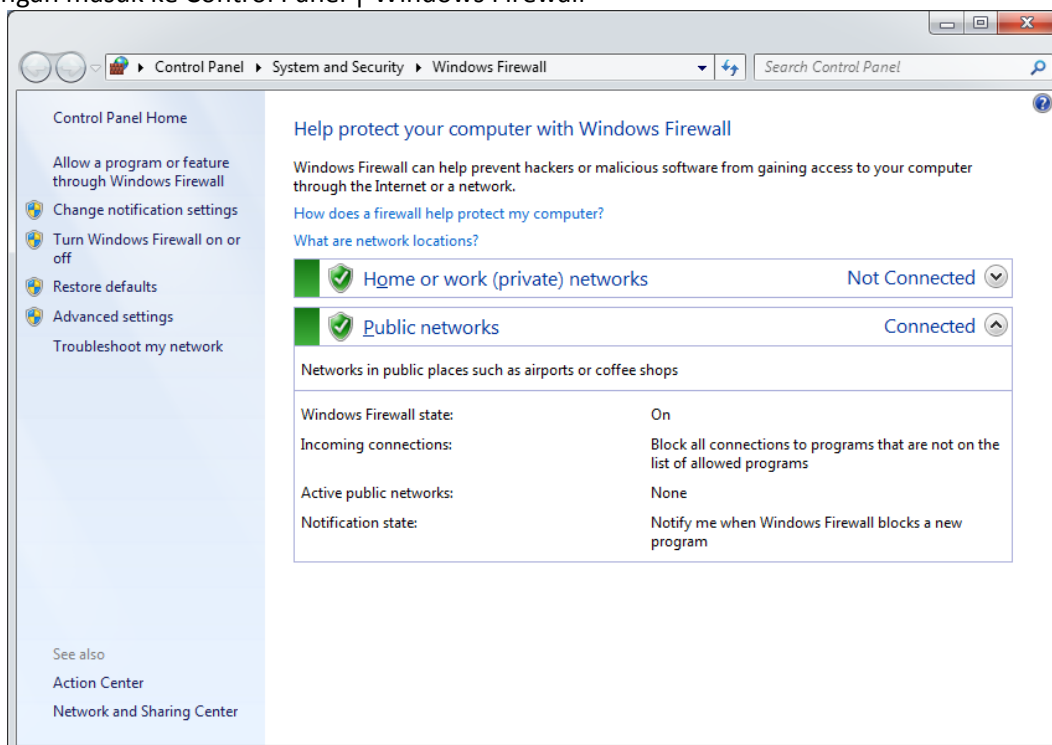 ngan masuk ke Control Panel | Windows Firewall
Control Panel
System and Security
Windows Firewall
Search Control Panel
Control Panel Home
Allow a program or feature
through Windows Firewall
Change notification settings
Turn Windows Firewall on or
off
Restore defaults
Advanced settings
Troubleshoot my network
See also
Action Center
Network and Sharing Center
Help protect your computer with Windows Firewall
Windows Firewall can help prevent hackers or malicious software from gaining access to your computer
through the Internet or a network.
How does a firewall help protect my computer?
What are network locations?
Home or work (private) networks Not Connected
Public networks Connected
Networks in public places such as airports or coffee shops
Windows Firewall state: On
Incoming connections: Block all connections to programs that are not on the
list of allowed programs
Active public networks: None
Notification state: Notify me when Windows Firewall blocks a new
program